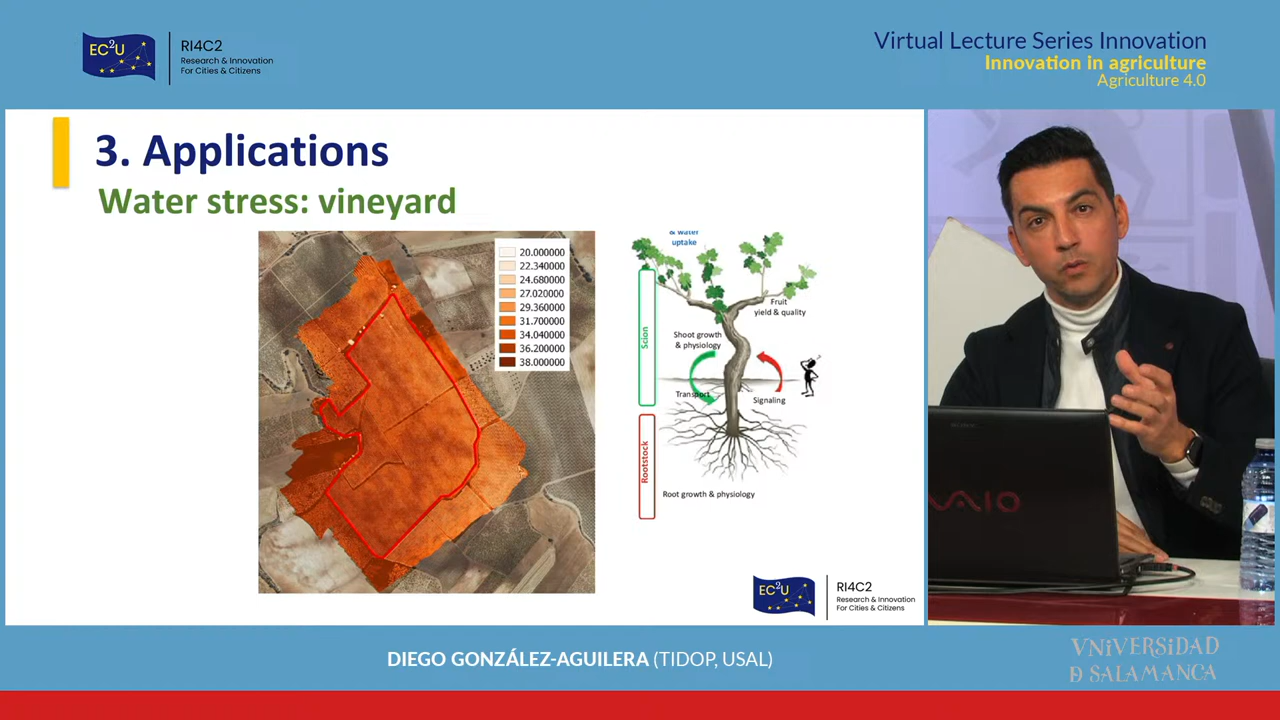 EC²U
RI4C2
Research & Innovation
For Cities & Citizens
Virtual Lecture Series Innovation
Innovation in agriculture
Agriculture 4.0
3. Applications
Water stress: vineyard
20.000000
22.340000
24.680000
27.020000
29.360000
31.700000
34.040000
36.200000
38.000000
& water
uptake
Fruit
yield & quality
Scion
Shoot growth
& physiology
Transport
Signaling
Rootstock
Root growth & physiology
EC²U
RI4C2
Research & Innovation
For Cities & Citizens
VAIO
DIEGO GONZÁLEZ-AGUILERA (TIDOP, USAL)
VNiVERSiDAD
D SALAMANCA